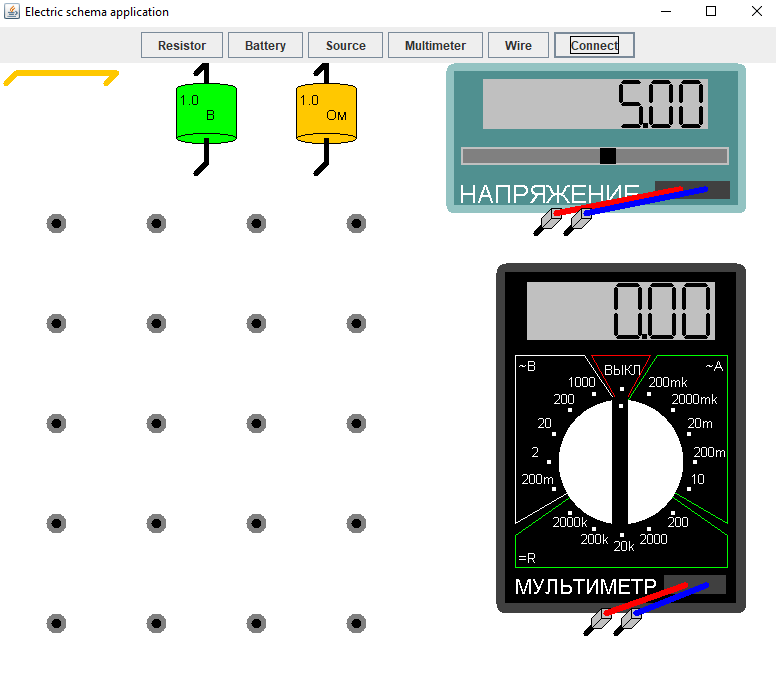 Electric schema application
Resistor Battery Source Multimeter Wire Connect
1.0
В
1.0
Ом
5.00
НАПРЯЖЕНИЕ
0.00
~В ВЫКЛ ~А
1000 200mk
200 2000mk
20 20m
2 200m
200m 10
2000k 200
200k 20k 2000
=R
МУЛЬТИМЕТР